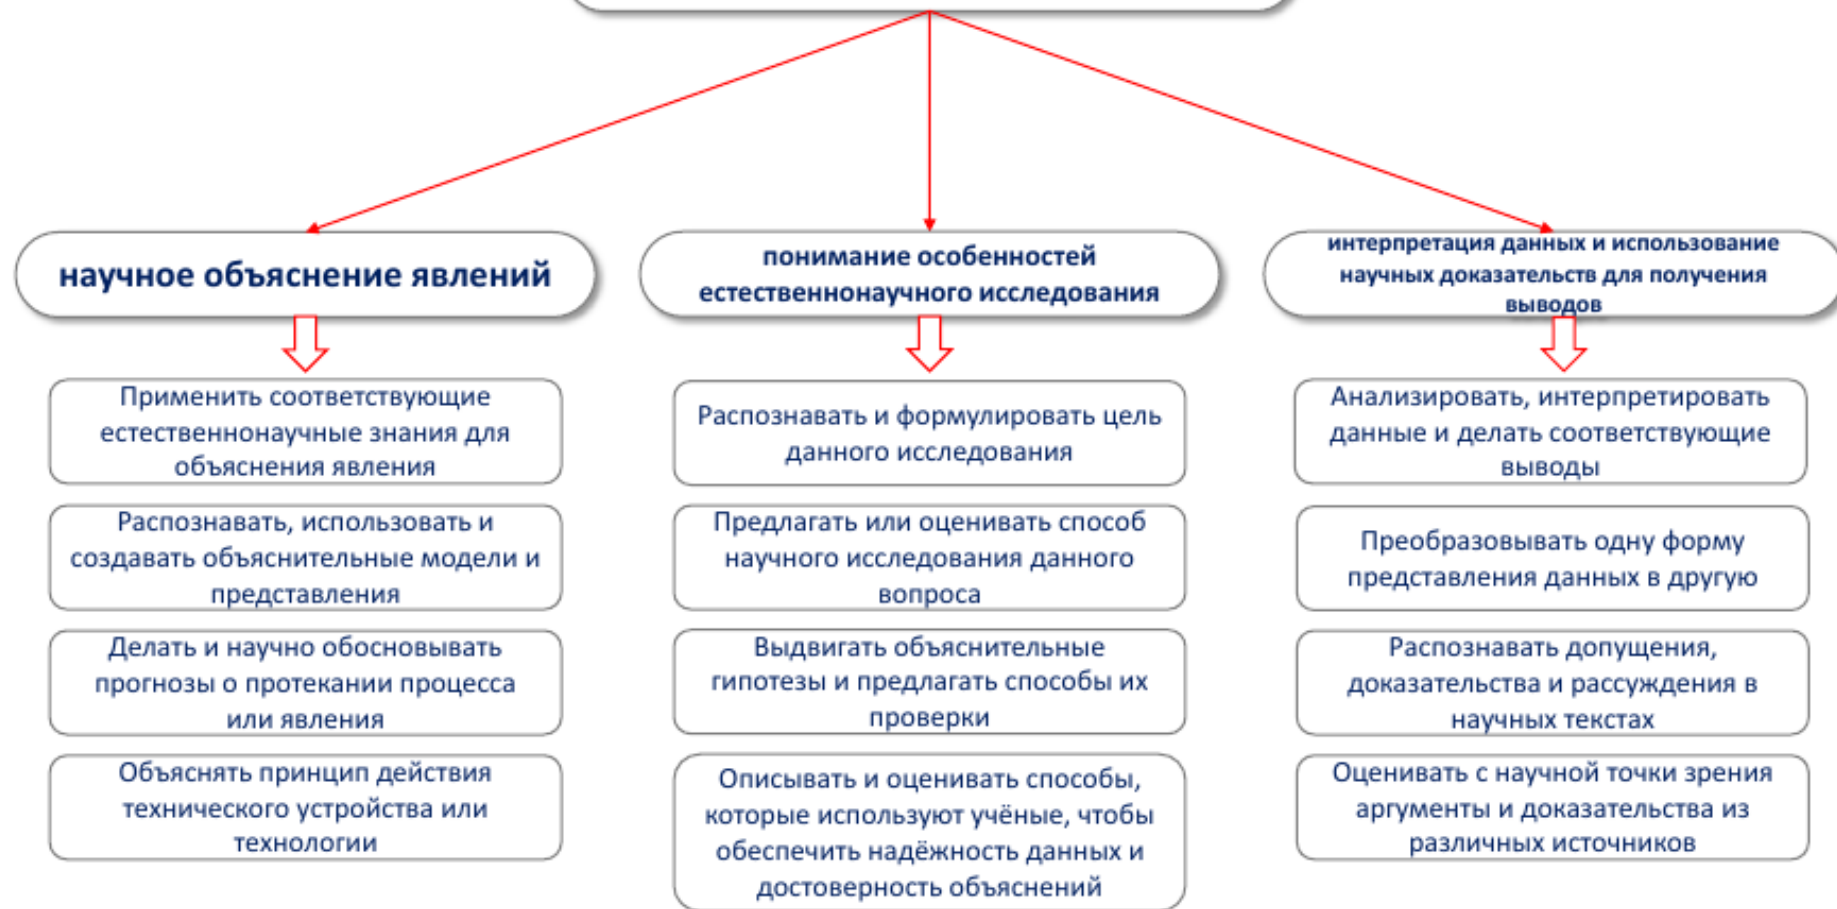 научное объяснение явлений
Применить соответствующие
естественнонаучные знания для
объяснения явления
Распознавать, использовать и
создавать объяснительные модели и
представления
Делать и научно обосновывать
прогнозы о протекании процесса
или явления
Объяснять принцип действия
технического устройства или
технологии
понимание особенностей
естественнонаучного исследования
Распознавать и формулировать цель
данного исследования
Предлагать или оценивать способ
научного исследования данного
вопроса
Выдвигать объяснительные
гипотезы и предлагать способы их
проверки
Описывать и оценивать способы,
которые используют учёные, чтобы
обеспечить надёжность данных и
достоверность объяснений
интерпретация данных и использование
научных доказательств для получения
выводов
Анализировать, интерпретировать
данные и делать соответствующие
выводы
Преобразовывать одну форму
представления данных в другую
Распознавать допущения,
доказательства и рассуждения в
научных текстах
Оценивать с научной точки зрения
аргументы и доказательства из
различных источников